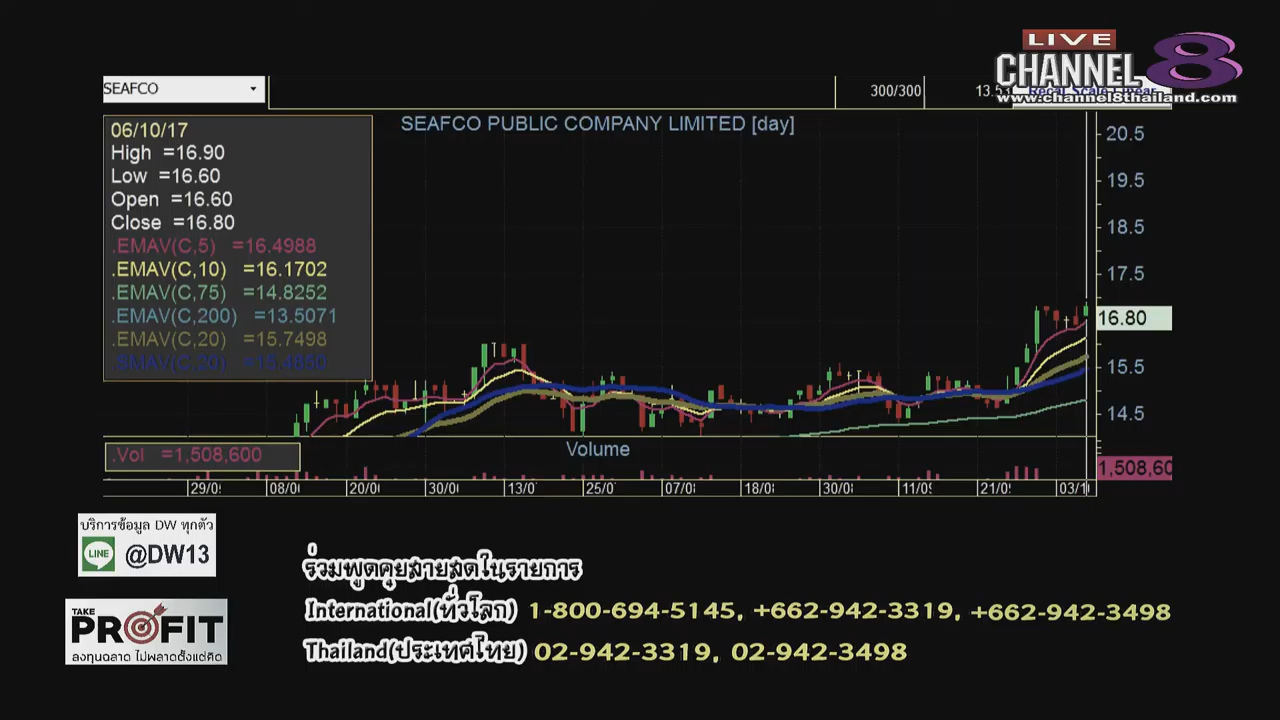 LIVE
CHANNEL 8
www.channel8thailand.com
SEAFCO
300/300
SEAFCO PUBLIC COMPANY LIMITED [day]
06/10/17
High =16.90
Low =16.60
Open =16.60
Close =16.80
.EMAV(C,5) =16.4988
.EMAV(C,10) =16.1702
.EMAV(C,75) =14.8252
.EMAV(C,200) =13.5071
.EMAV(C,20) =15.7498
20.5
19.5
18.5
17.5
16.80
15.5
14.5
.Vol =1,508,600
Volume
1,508,60
29/0 08/0 20/0 30/0 13/0 25/0 07/0 18/0 30/0 11/0 21/0 03/1
บริการข้อมูล DW ทุกตัว
LINE @DW13
TAKE
PROFIT
ลงทุนฉลาด ไม่พลาดตั้งแต่คิด
ร่วมพูดคุยสายสดในรายการ
International(ทั่วโลก) 1-800-694-5145, +662-942-3319, +662-942-3498
Thailand(ประเทศไทย) 02-942-3319, 02-942-3498